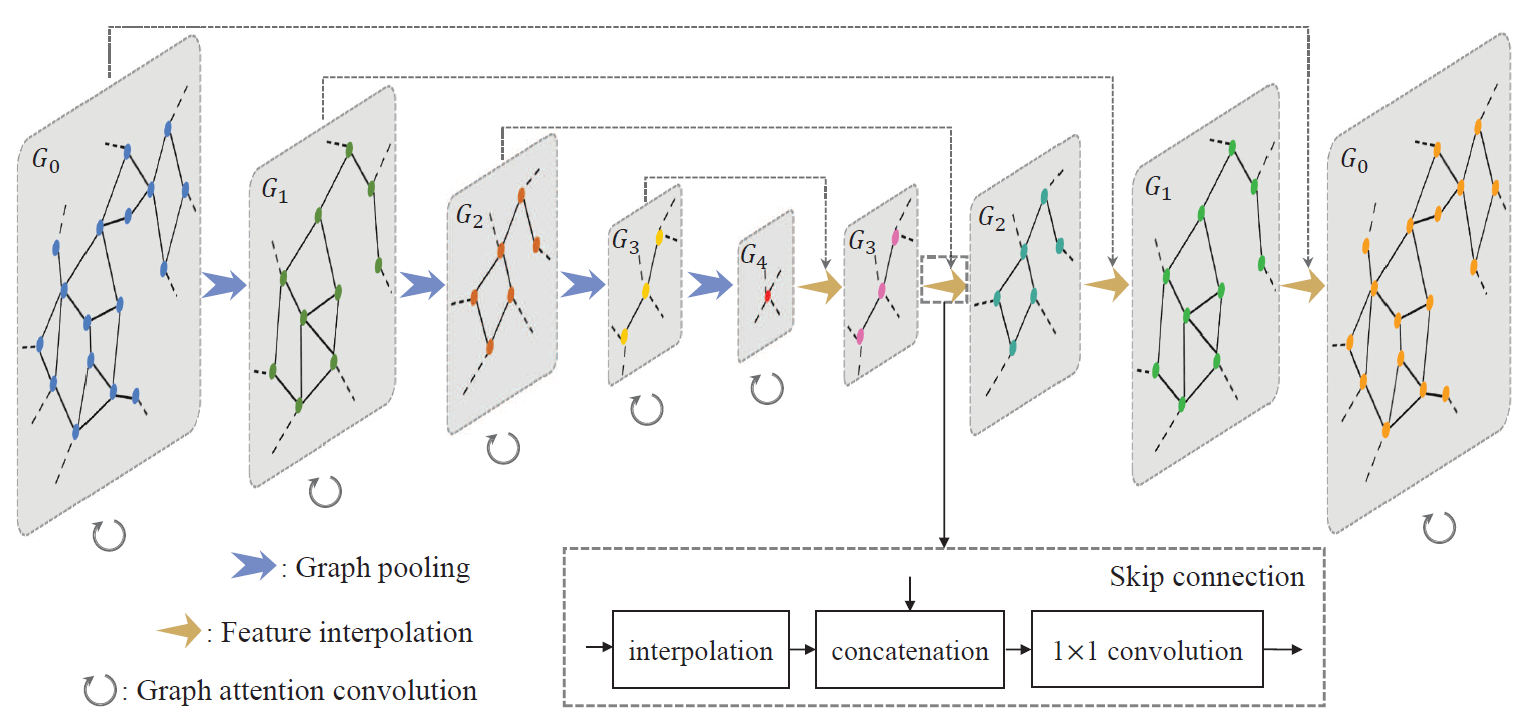 G₀
G₁
G₂
G₃
G₄
G₃
G₂
G₁
G₀
: Graph pooling
: Feature interpolation
: Graph attention convolution
Skip connection
interpolation
concatenation
1×1 convolution